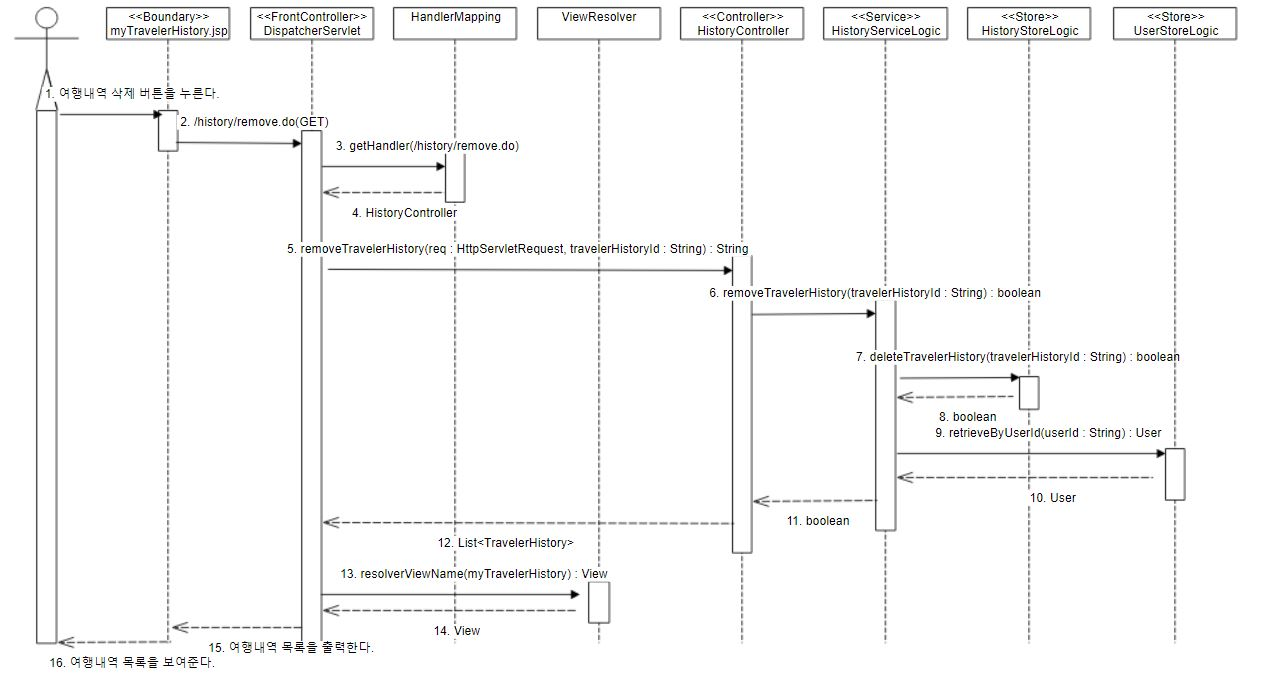 <<Boundary>>
myTravelerHistory.jsp
<<FrontController>>
DispatcherServlet
HandlerMapping
ViewResolver
<<Controller>>
HistoryController
<<Service>>
HistoryServiceLogic
<<Store>>
HistoryStoreLogic
<<Store>>
UserStoreLogic
1. 여행내역 삭제 버튼을 누른다.
2. /history/remove.do(GET)
3. getHandler(/history/remove.do)
4. HistoryController
5. removeTravelerHistory(req : HttpServletRequest, travelerHistoryId : String) : String
6. removeTravelerHistory(travelerHistoryId : String) : boolean
7. deleteTravelerHistory(travelerHistoryId : String) : boolean
8. boolean
9. retrieveByUserId(userId : String) : User
10. User
11. boolean
12. List<TravelerHistory>
13. resolverViewName(myTravelerHistory) : View
14. View
15. 여행내역 목록을 출력한다.
16. 여행내역 목록을 보여준다.